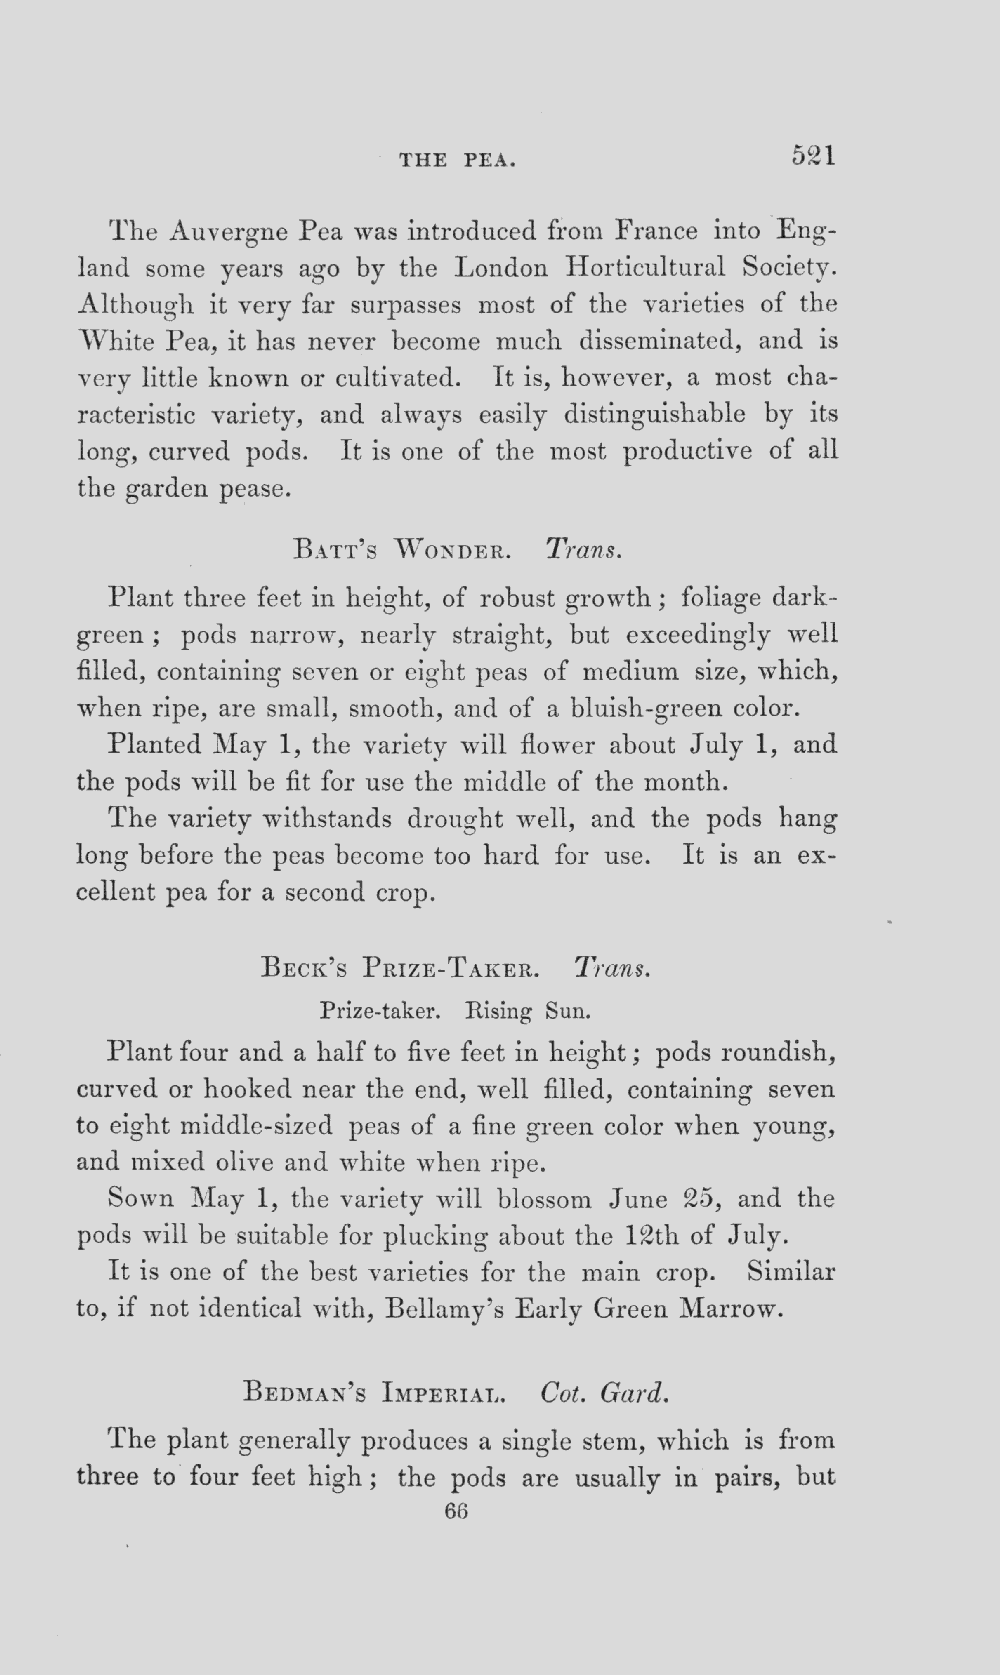 THE PEA. 521
The Auvergne Pea was introduced from France into Eng-
land some years ago by the London Horticultural Society.
Although it very far surpasses most of the varieties of the
White Pea, it has never become much disseminated, and is
very little known or cultivated. It is, however, a most cha-
racteristic variety, and always easily distinguishable by its
long, curved pods. It is one of the most productive of all
the garden pease.
BATT'S WONDER. Trans.
Plant three feet in height, of robust growth; foliage dark-
green; pods narrow, nearly straight, but exceedingly well
filled, containing seven or eight peas of medium size, which,
when ripe, are small, smooth, and of a bluish-green color.
Planted May 1, the variety will flower about July 1, and
the pods will be fit for use the middle of the month.
The variety withstands drought well, and the pods hang
long before the peas become too hard for use. It is an ex-
cellent pea for a second crop.
BECK'S PRIZE-TAKER. Trans.
Prize-taker. Rising Sun.
Plant four and a half to five feet in height; pods roundish,
curved or hooked near the end, well filled, containing seven
to eight middle-sized peas of a fine green color when young,
and mixed olive and white when ripe.
Sown May 1, the variety will blossom June 25, and the
pods will be suitable for plucking about the 12th of July.
It is one of the best varieties for the main crop. Similar
to, if not identical with, Bellamy's Early Green Marrow.
BEDMAN'S IMPERIAL. Cot. Gard.
The plant generally produces a single stem, which is from
three to four feet high; the pods are usually in pairs, but
66